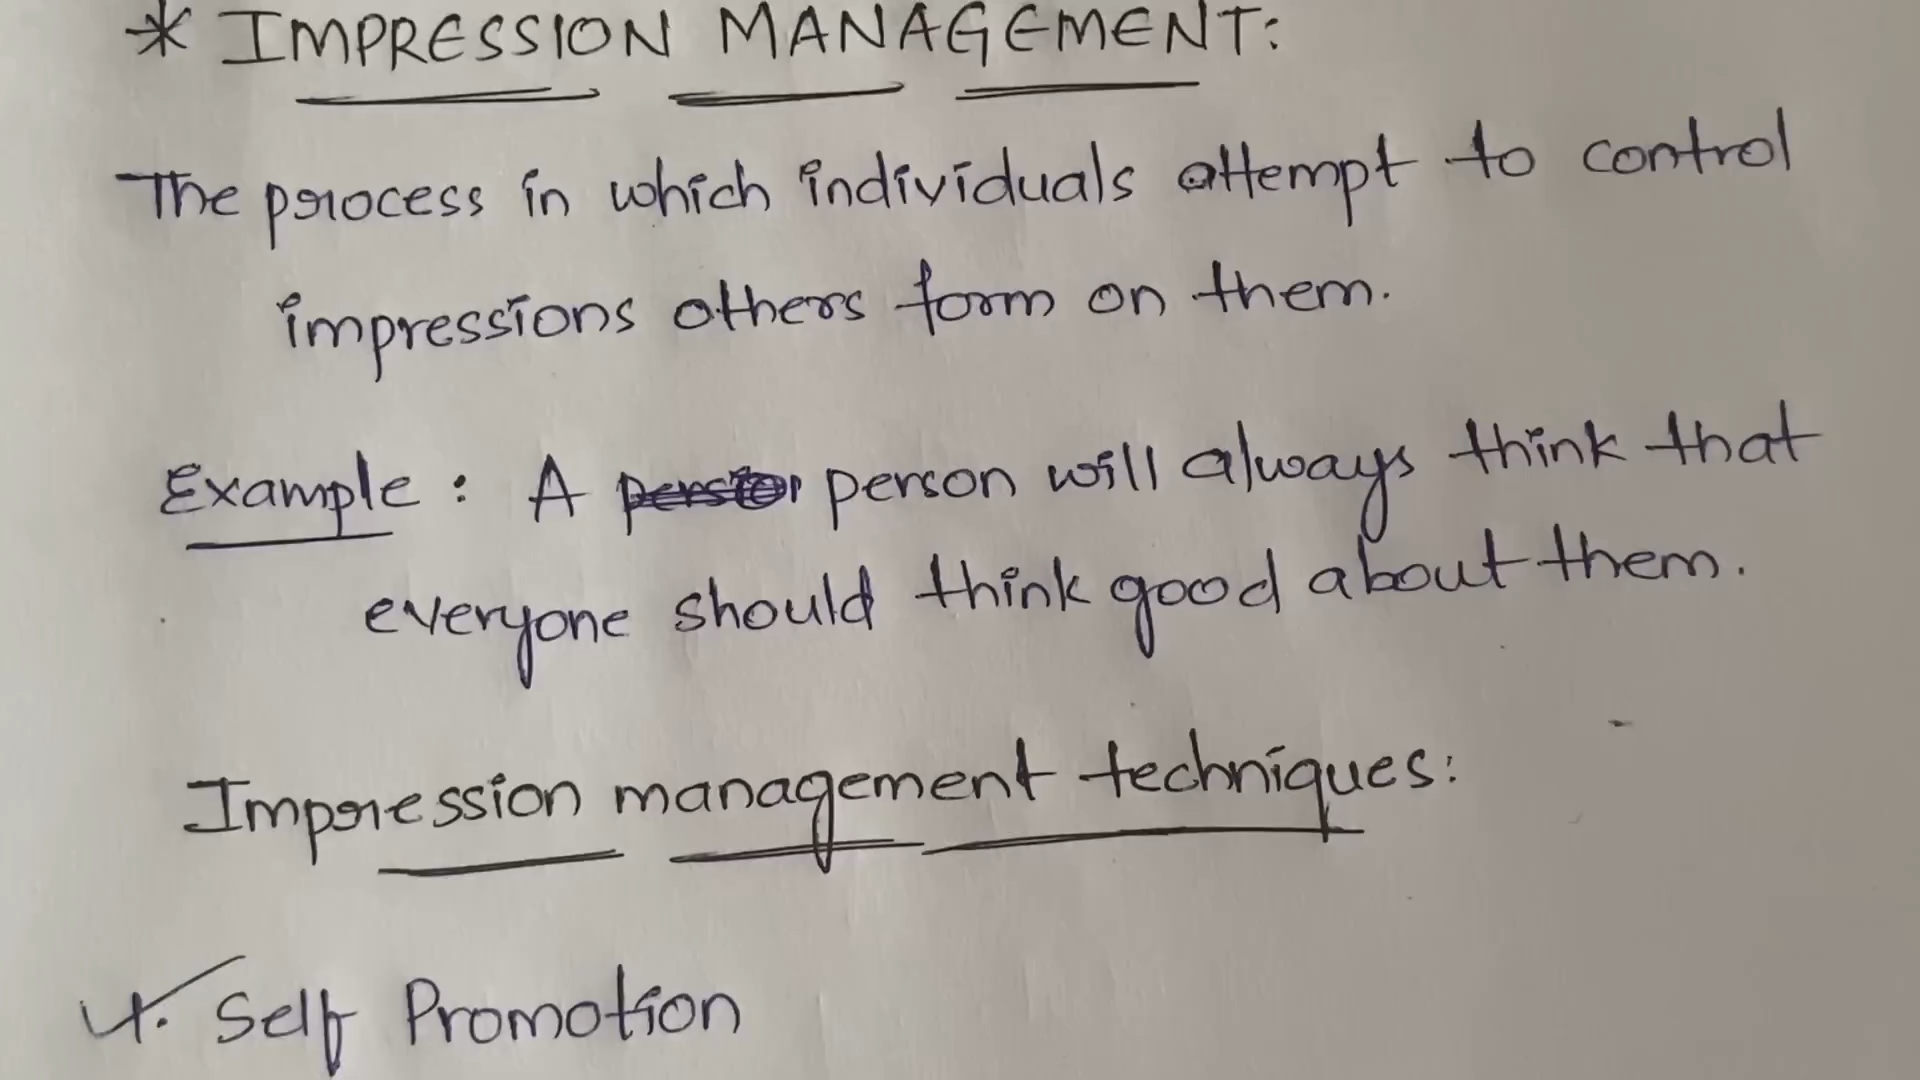 * IMPRESSION MANAGEMENT:
The process in which individuals attempt to control
impressions others form on them.
Example : A person will always think that
everyone should think good about them.
Impression management techniques:
1. Self Promotion